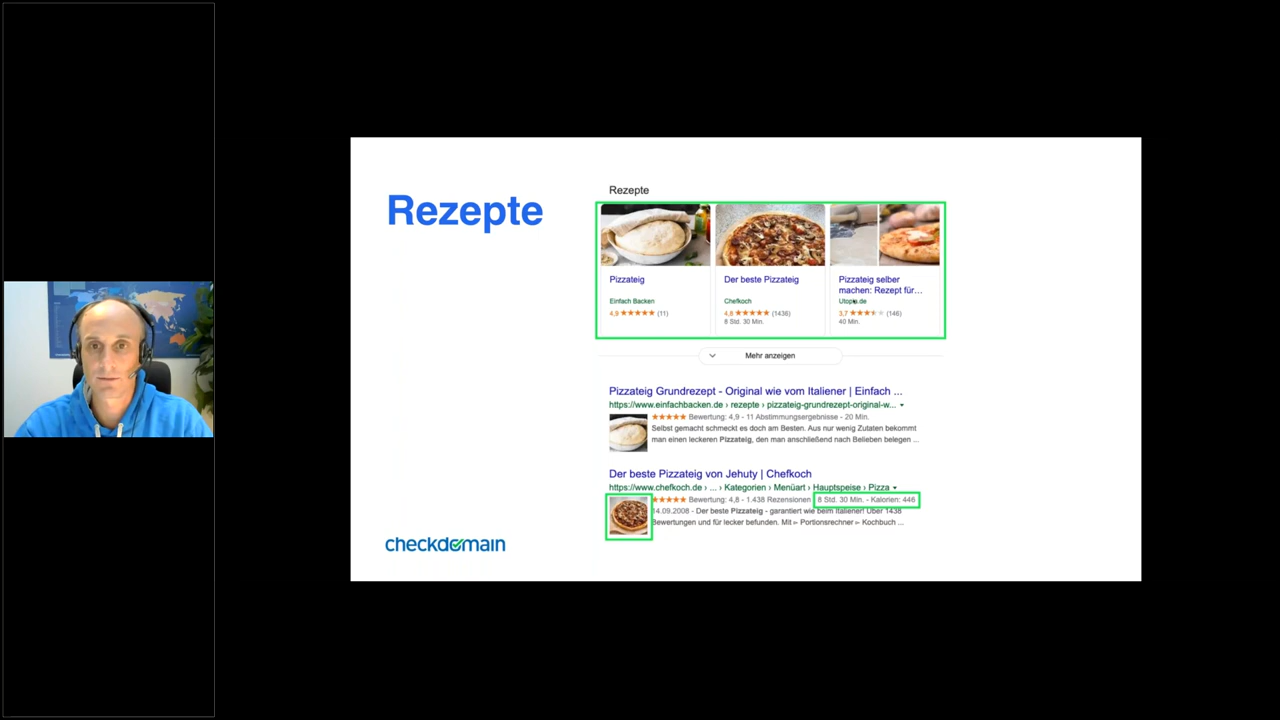 Rezepte
Rezepte
Pizzateig
Einfach Backen
4,9 ★★★★★ (11)
Der beste Pizzateig
Chefkoch
4,8 ★★★★★ (1438)
8 Std. 30 Min.
Pizzateig selber
machen: Rezept für...
Utopia.de
3,7 ★★★★★ (146)
40 Min.
Mehr anzeigen
Pizzateig Grundrezept - Original wie vom Italiener | Einfach ...
https://www.einfachbacken.de › rezepte › pizzateig-grundrezept-original-w...
★★★★★ Bewertung: 4,9 - 11 Abstimmungsergebnisse - 20 Min.
Selbst gemacht schmeckt es doch am Besten. Aus nur wenig Zutaten bekommt
man einen leckeren Pizzateig, den man anschließend nach Belieben belegen ...
Der beste Pizzateig von Jehuty | Chefkoch
https://www.chefkoch.de › ... › Kategorien › Menüart › Hauptspeise › Pizza
★★★★★ Bewertung: 4,8 - 1.438 Rezensionen 8 Std. 30 Min. - Kalorien: 446
14.09.2008 - Der beste Pizzateig - garantiert wie beim Italiener! Über 1438
Bewertungen und für lecker befunden. Mit ► Portionsrechner ► Kochbuch ...
checkdomain